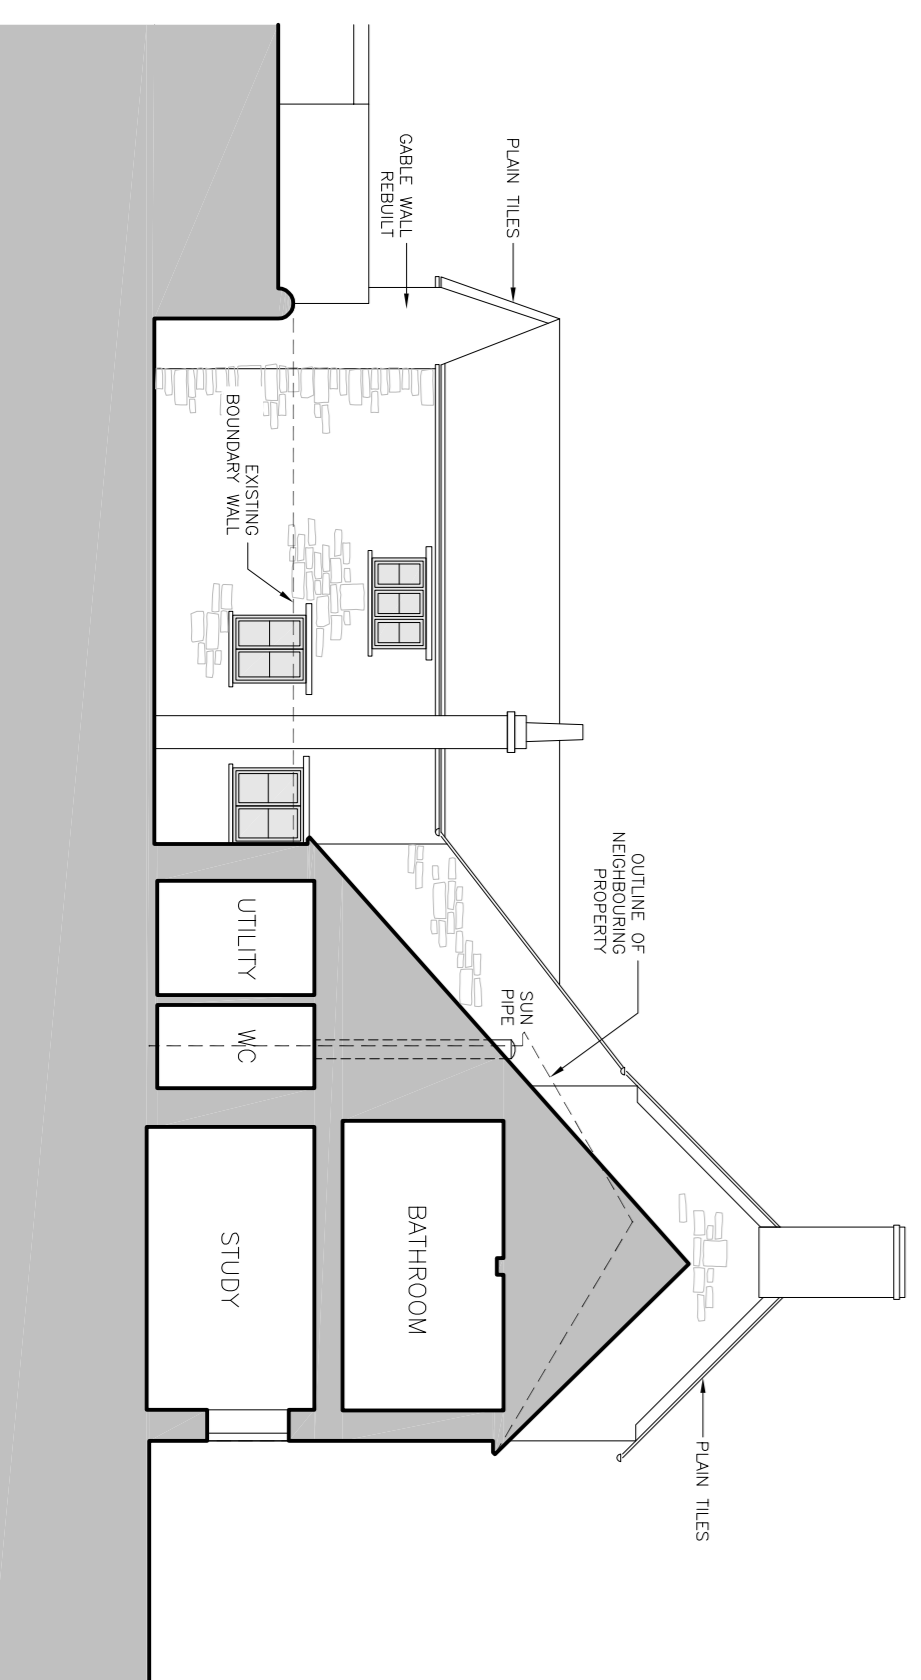 PLAIN TILES
GABLE WALL
REBUILT
EXISTING
BOUNDARY WALL
OUTLINE OF
NEIGHBOURING
PROPERTY
SUN
PIPE
PLAIN TILES
UTILITY
WC
BATHROOM
STUDY